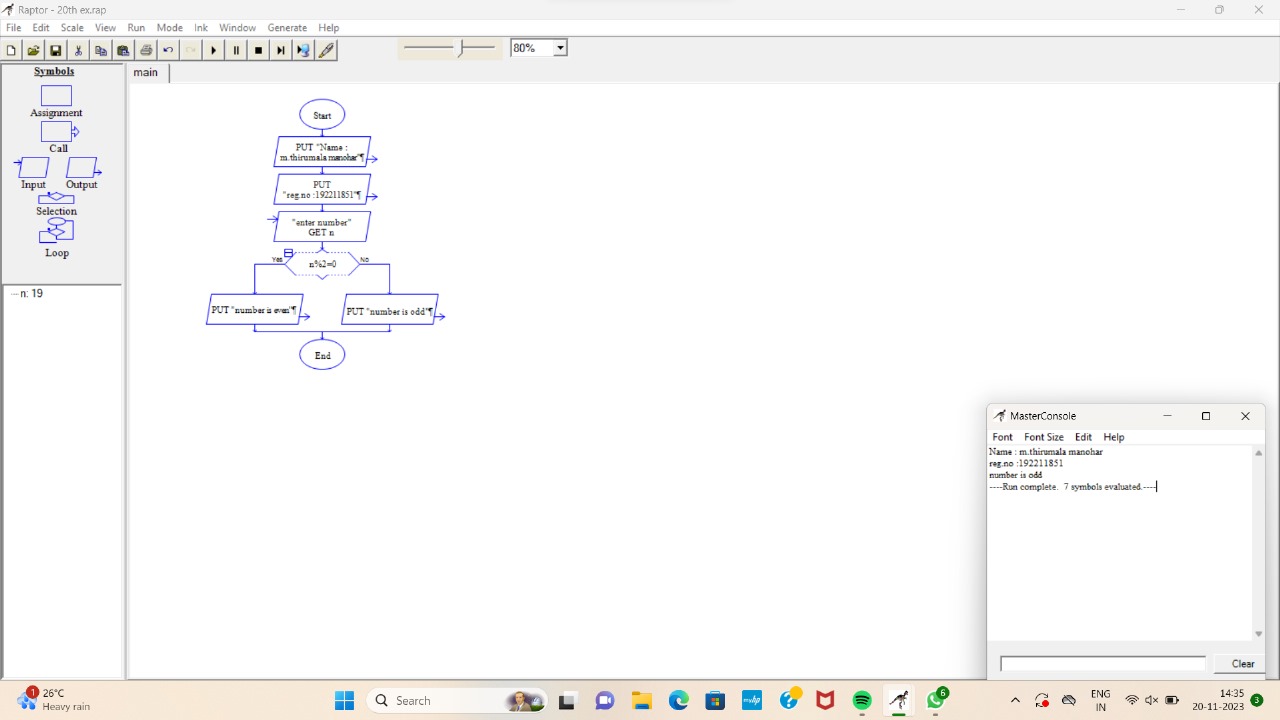 Raptor - 20th ex.rap
File Edit Scale View Run Mode Ink Window Generate Help
80%
Symbols
main
Assignment
Call
Input Output
Selection
Loop
n: 19
Start
PUT "Name :
m.thirumala manohar"¶
PUT
"reg.no :192211851"¶
"enter number"
GET n
Yes
n%2=0
No
PUT "number is even"¶
PUT "number is odd"¶
End
MasterConsole
Font Font Size Edit Help
Name : m.thirumala manohar
reg.no :192211851
number is odd
----Run complete.  7 symbols evaluated.----
Clear
1
26°C
Heavy rain
Search
myhp
6
ENG
IN
14:35
20-11-2023
3